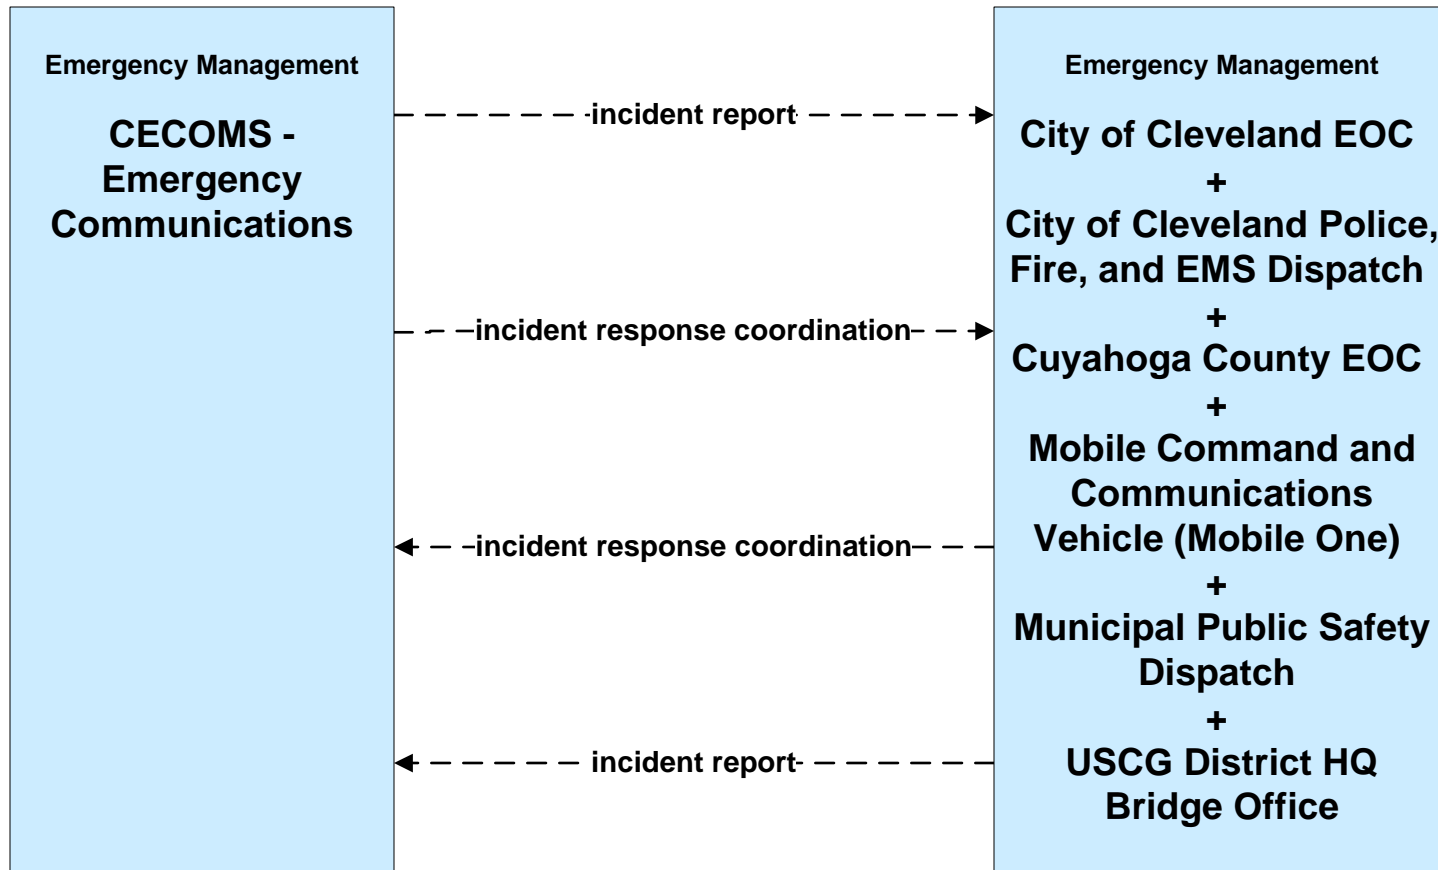 Emergency Management
CECOMS -
Emergency
Communications
incident report
incident response coordination
incident response coordination
incident report
Emergency Management
City of Cleveland EOC
+
City of Cleveland Police,
Fire, and EMS Dispatch
+
Cuyahoga County EOC
+
Mobile Command and
Communications
Vehicle (Mobile One)
+
Municipal Public Safety
Dispatch
+
USCG District HQ
Bridge Office